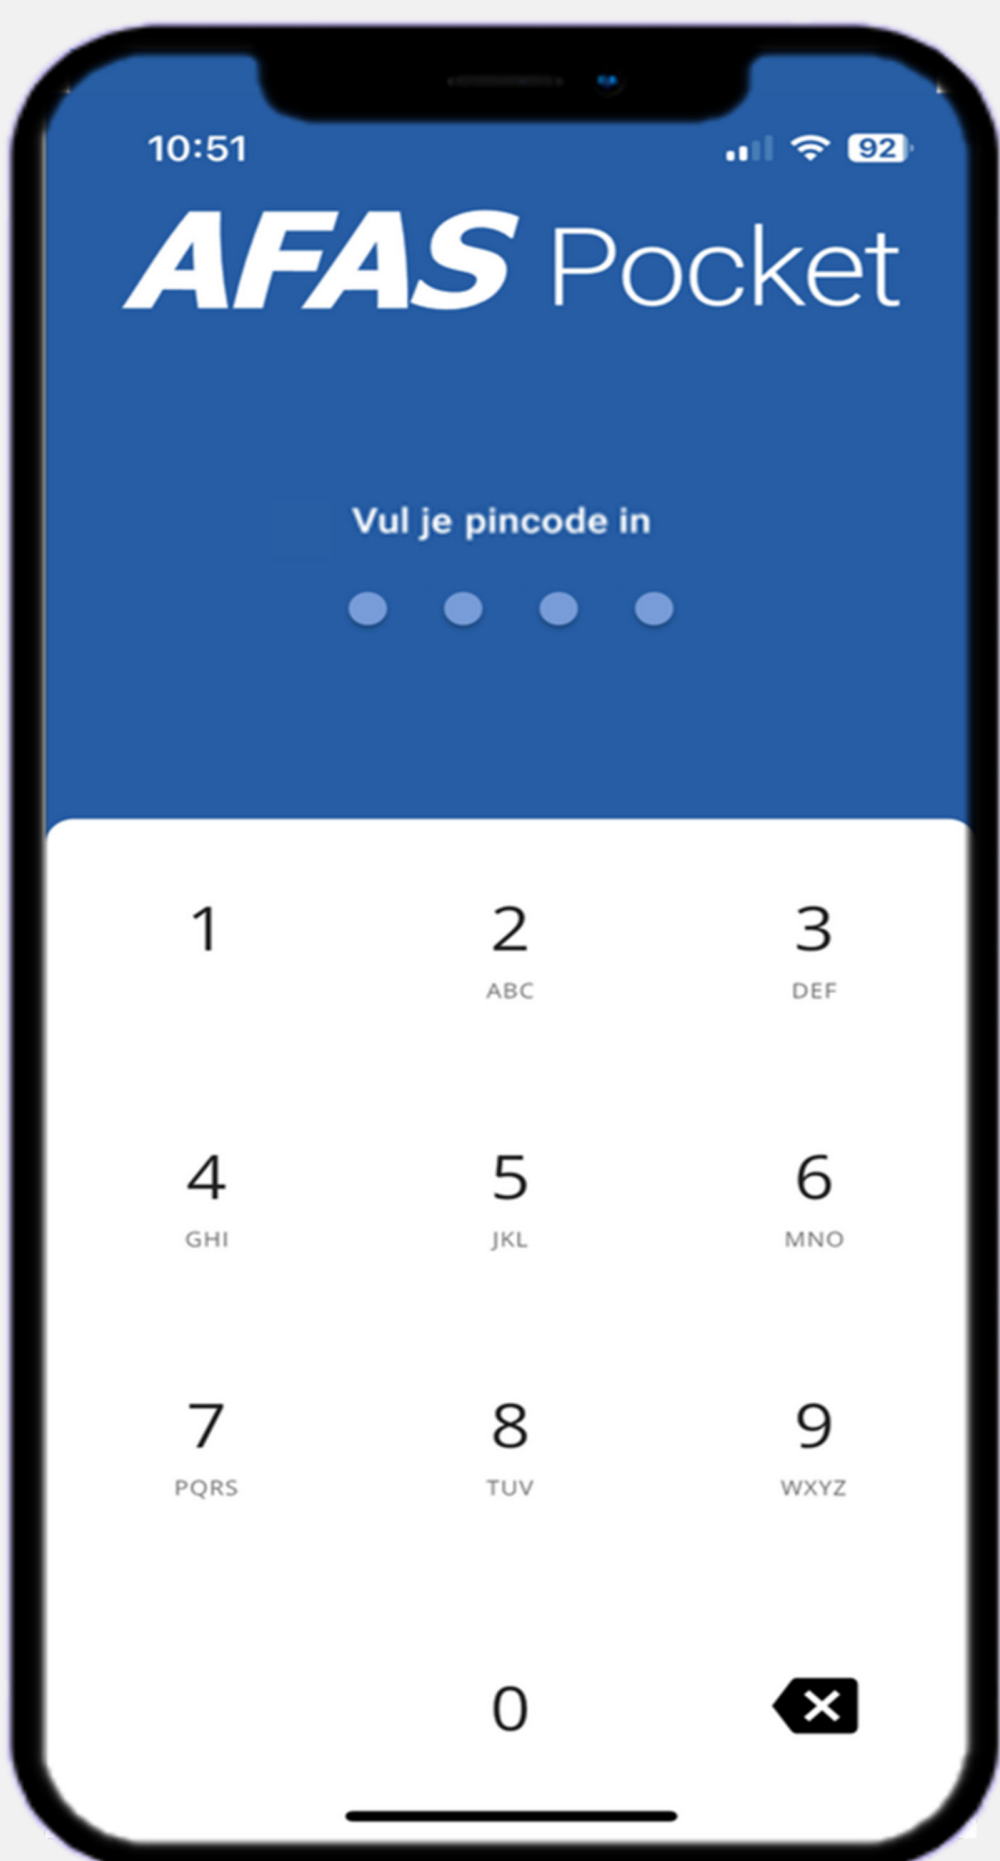 10:51 92
AFAS Pocket
Vul je pincode in
1 2 3
ABC DEF
4 5 6
GHI JKL MNO
7 8 9
PQRS TUV WXYZ
0